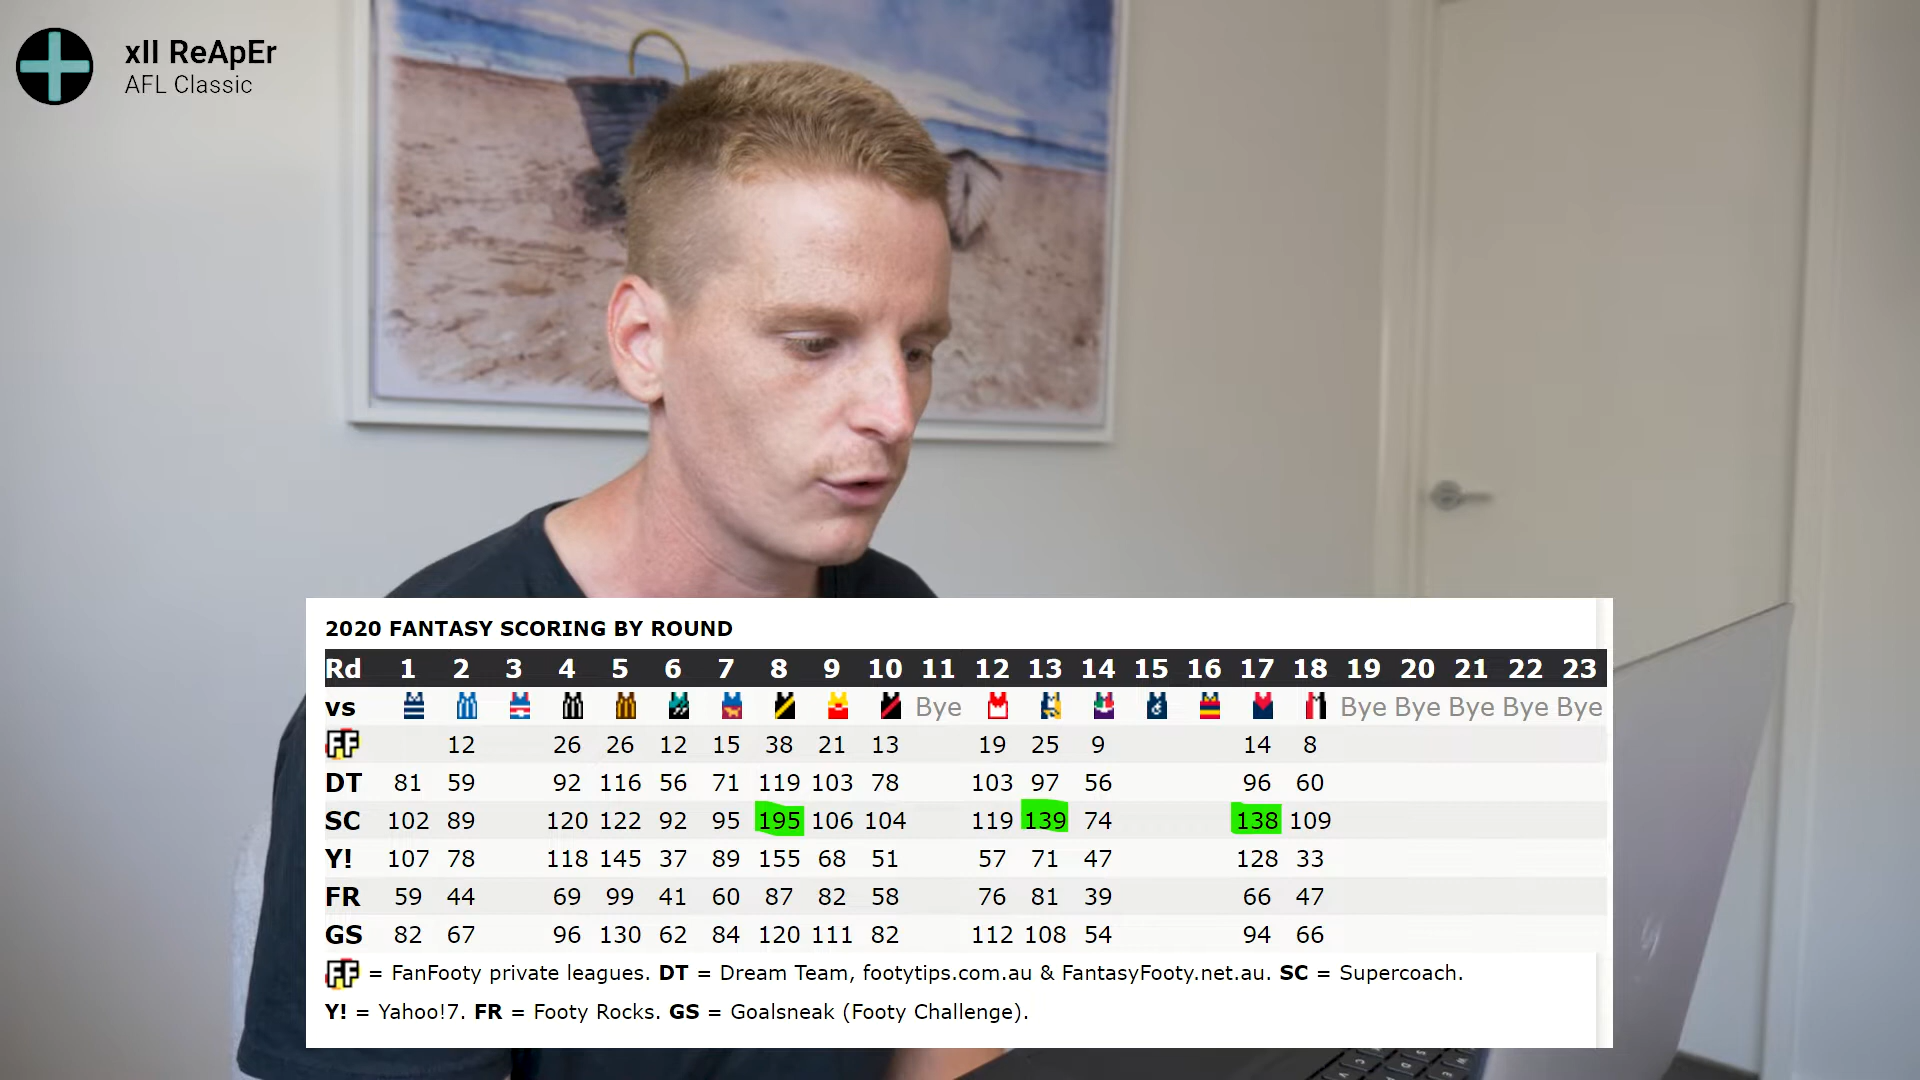 xII ReApEr
AFL Classic
2020 FANTASY SCORING BY ROUND
Rd 1 2 3 4 5 6 7 8 9 10 11 12 13 14 15 16 17 18 19 20 21 22 23
vs Bye Bye Bye Bye Bye Bye
FF 12 26 26 12 15 38 21 13 19 25 9 14 8
DT 81 59 92 116 56 71 119 103 78 103 97 56 96 60
SC 102 89 120 122 92 95 195 106 104 119 139 74 138 109
Y! 107 78 118 145 37 89 155 68 51 57 71 47 128 33
FR 59 44 69 99 41 60 87 82 58 76 81 39 66 47
GS 82 67 96 130 62 84 120 111 82 112 108 54 94 66
FF = FanFooty private leagues. DT = Dream Team, footytips.com.au & FantasyFooty.net.au. SC = Supercoach.
Y! = Yahoo!7. FR = Footy Rocks. GS = Goalsneak (Footy Challenge).